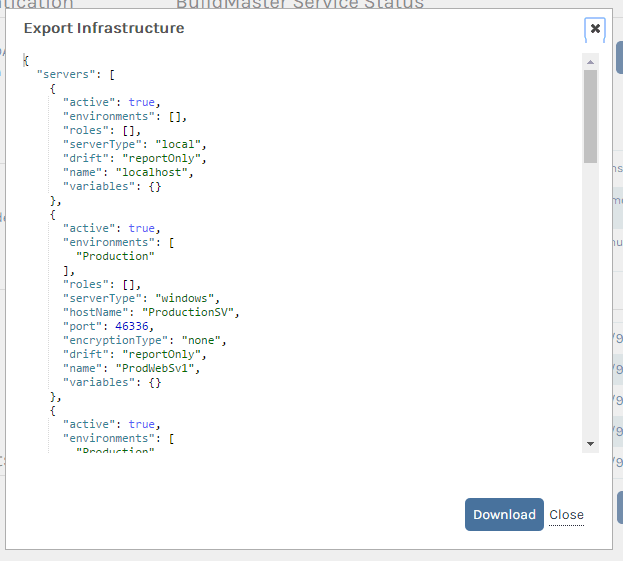 BuildMaster Service Status
Export Infrastructure
{
"servers": [
{
"active": true,
"environments": [],
"roles": [],
"serverType": "local",
"drift": "reportOnly",
"name": "localhost",
"variables": {}
},
{
"active": true,
"environments": [
"Production"
],
"roles": [],
"serverType": "windows",
"hostName": "ProductionSV",
"port": 46336,
"encryptionType": "none",
"drift": "reportOnly",
"name": "ProdWebSv1",
"variables": {}
},
{
"active": true,
"environments": [
"Production"
Download
Close